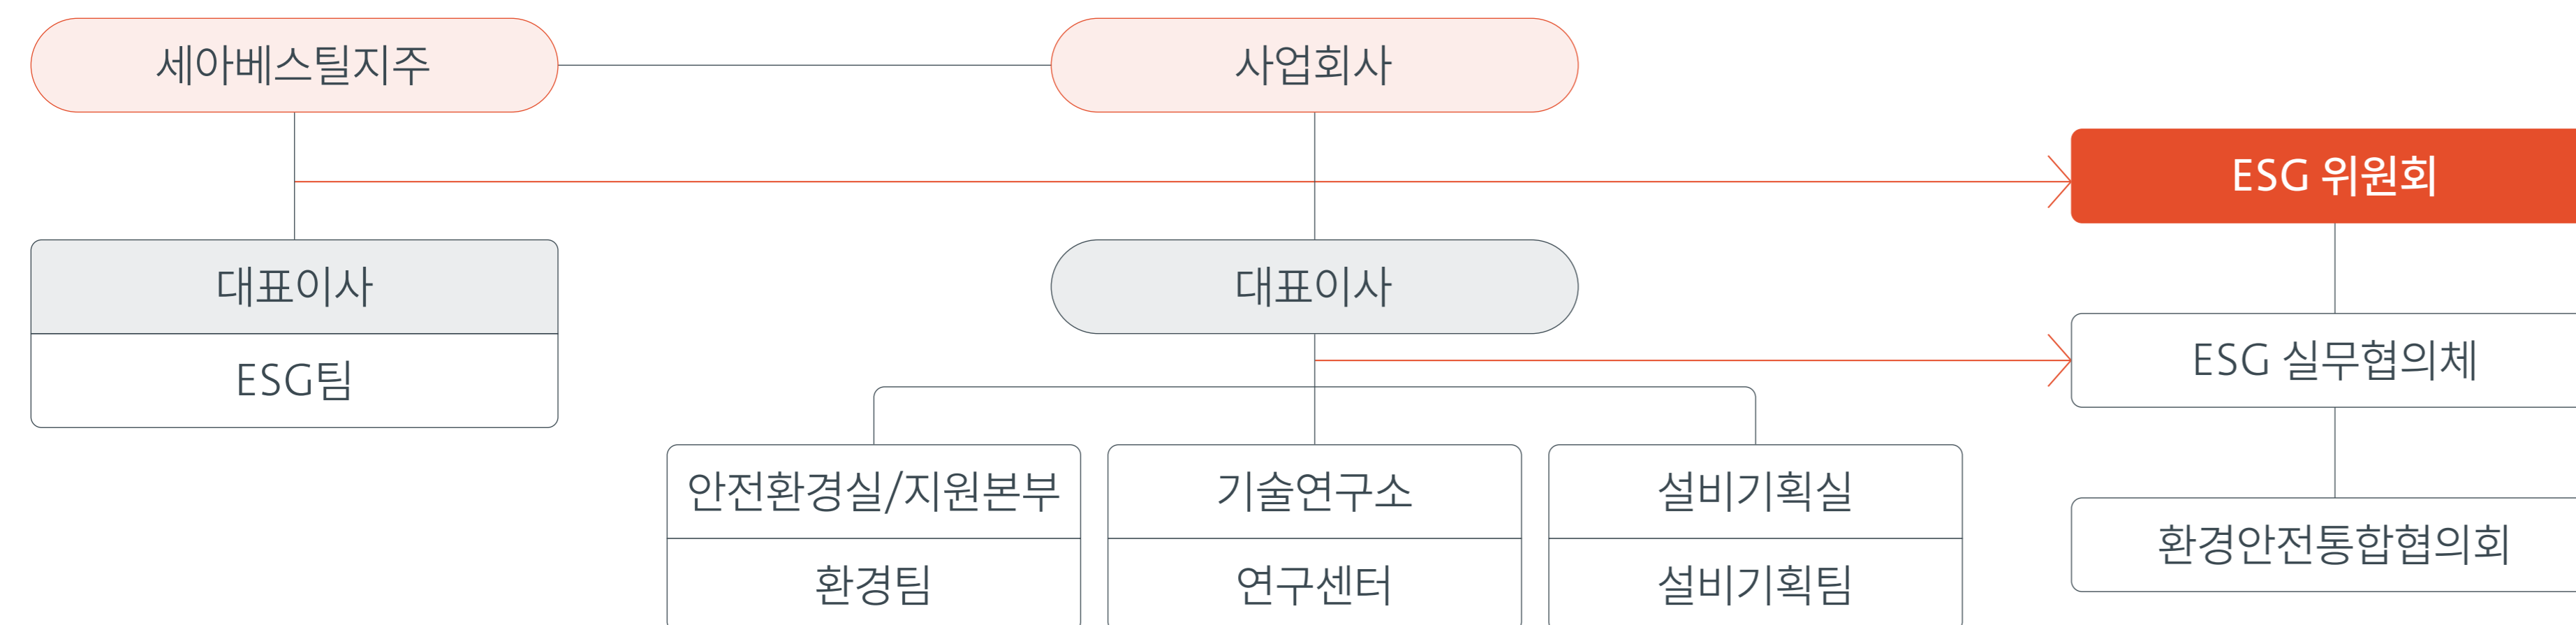 세아베스틸지주
사업회사
ESG 위원회
대표이사
대표이사
ESG팀
ESG 실무협의체
안전환경실/지원본부
기술연구소
설비기획실
환경안전통합협의회
환경팀
연구센터
설비기획팀